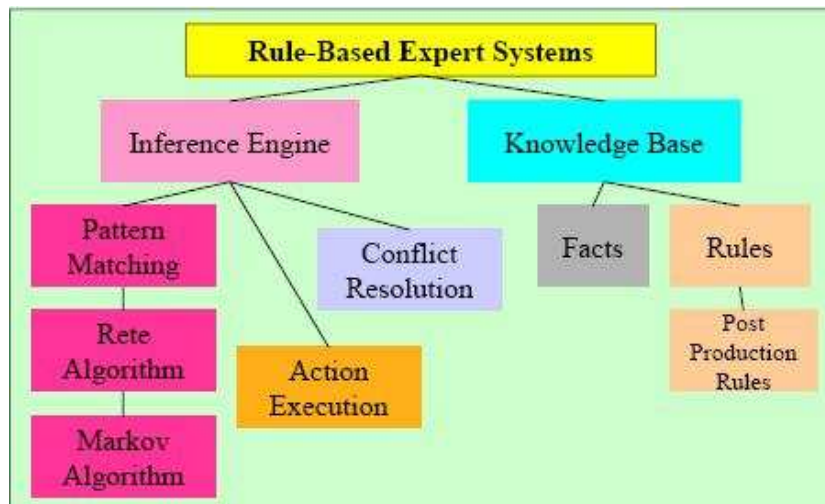 Rule-Based Expert Systems
Inference Engine
Knowledge Base
Pattern
Matching
Conflict
Resolution
Facts
Rules
Rete
Algorithm
Action
Execution
Post
Production
Rules
Markov
Algorithm